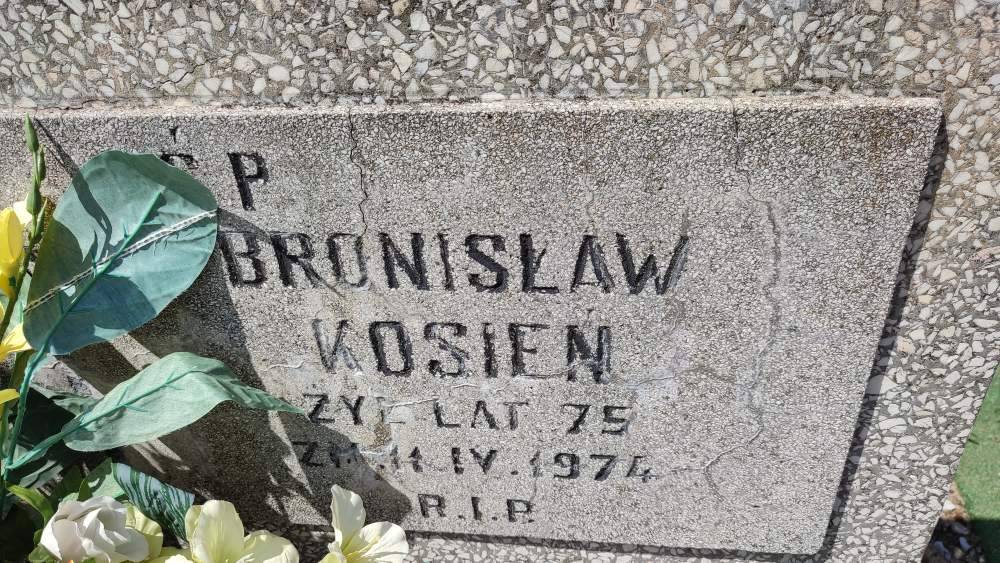 Ś P
BRONISŁAW
KOSIEŃ
ŻYŁ LAT 75
ZM. 11. IV. 1974
R.I.P.